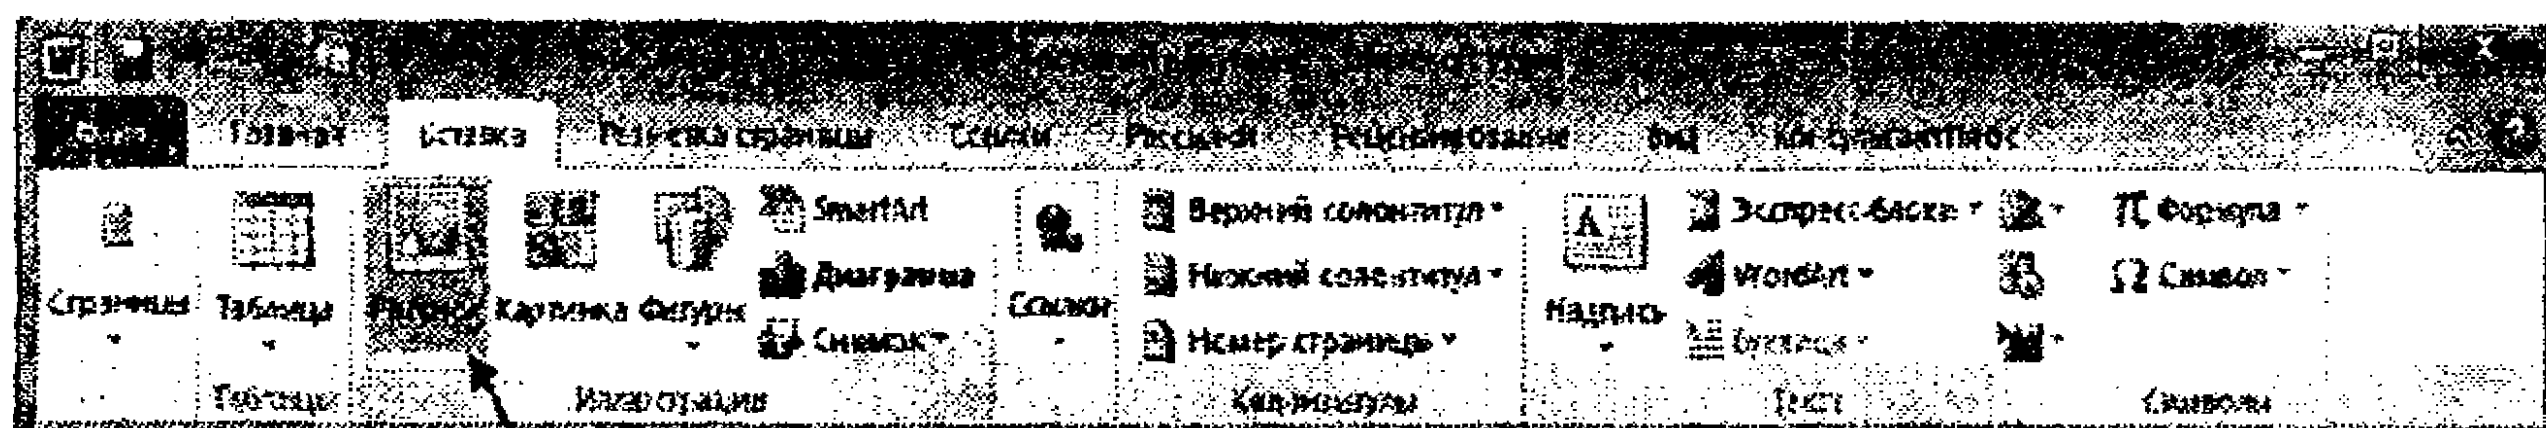 Файл Главная Вставка Разметка страницы Ссылки Рассылки Рецензирование Вид КонсультантПлюс
SmartArt Верхний колонтитул Экспресс-блоки π Формула
Диаграмма Нижний колонтитул WordArt Ω Символ
Страницы Таблица Рисунок Картинка Фигуры Ссылки Надпись
Снимок Номер страницы Буквица
Таблицы Иллюстрации Колонтитулы Текст Символы